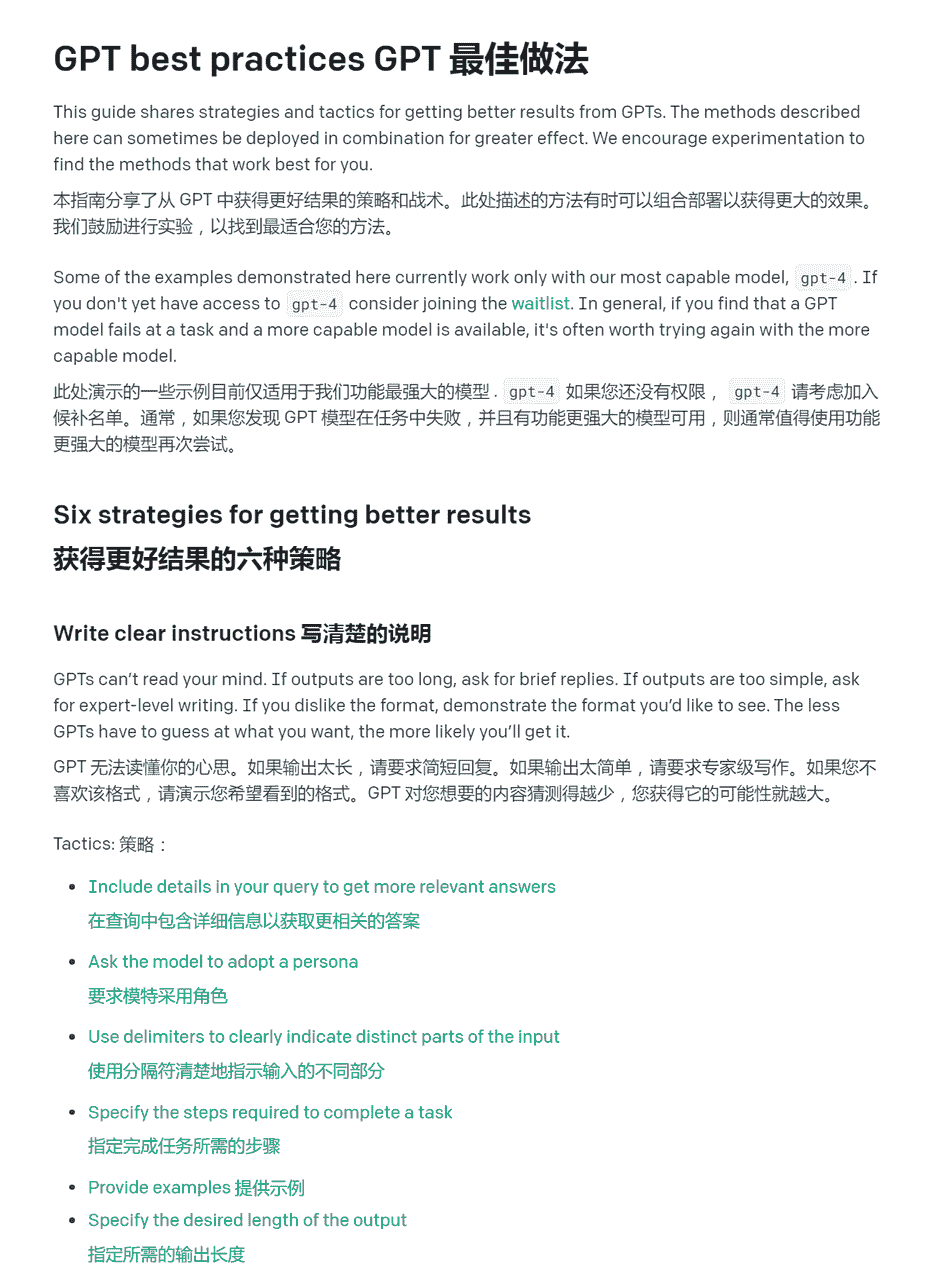 GPT best practices GPT 最佳做法
This guide shares strategies and tactics for getting better results from GPTs. The methods described
here can sometimes be deployed in combination for greater effect. We encourage experimentation to
find the methods that work best for you.
本指南分享了从 GPT 中获得更好结果的策略和战术。此处描述的方法有时可以组合部署以获得更大的效果。
我们鼓励进行实验，以找到最适合您的方法。
Some of the examples demonstrated here currently work only with our most capable model, gpt-4. If
you don't yet have access to gpt-4 consider joining the waitlist. In general, if you find that a GPT
model fails at a task and a more capable model is available, it's often worth trying again with the more
capable model.
此处演示的一些示例目前仅适用于我们功能最强大的模型 . gpt-4 如果您还没有权限， gpt-4 请考虑加入
候补名单。通常，如果您发现 GPT 模型在任务中失败，并且有功能更强大的模型可用，则通常值得使用功能
更强大的模型再次尝试。
Six strategies for getting better results
获得更好结果的六种策略
Write clear instructions 写清楚的说明
GPTs can’t read your mind. If outputs are too long, ask for brief replies. If outputs are too simple, ask
for expert-level writing. If you dislike the format, demonstrate the format you’d like to see. The less
GPTs have to guess at what you want, the more likely you’ll get it.
GPT 无法读懂你的心思。如果输出太长，请要求简短回复。如果输出太简单，请要求专家级写作。如果您不
喜欢该格式，请演示您希望看到的格式。GPT 对您想要的内容猜测得越少，您获得它的可能性就越大。
Tactics: 策略：
• Include details in your query to get more relevant answers
在查询中包含详细信息以获取更相关的答案
• Ask the model to adopt a persona
要求模特采用角色
• Use delimiters to clearly indicate distinct parts of the input
使用分隔符清楚地指示输入的不同部分
• Specify the steps required to complete a task
指定完成任务所需的步骤
• Provide examples 提供示例
• Specify the desired length of the output
指定所需的输出长度